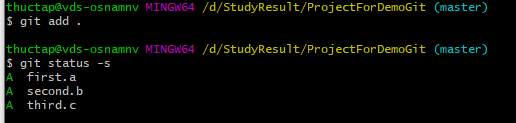 thuctap@vds-osnamnv MINGW64 /d/StudyResult/ProjectForDemoGit (master)
$ git add .
thuctap@vds-osnamnv MINGW64 /d/StudyResult/ProjectForDemoGit (master)
$ git status -s
A  first.a
A  second.b
A  third.c